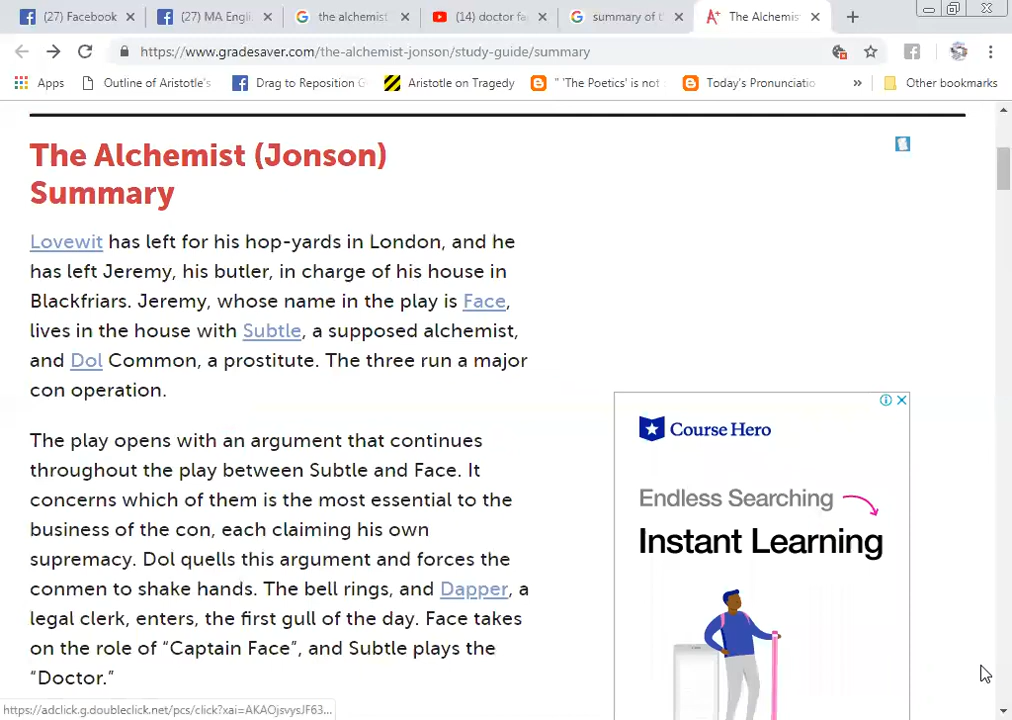 (27) Facebook
(27) MA Engli
the alchemist
(14) doctor fa
summary of t
The Alchemis
https://www.gradesaver.com/the-alchemist-jonson/study-guide/summary
Apps
Outline of Aristotle's
Drag to Reposition G
Aristotle on Tragedy
" 'The Poetics' is not
Today's Pronunciatio
»
Other bookmarks
The Alchemist (Jonson)
Summary
Lovewit has left for his hop-yards in London, and he
has left Jeremy, his butler, in charge of his house in
Blackfriars. Jeremy, whose name in the play is Face,
lives in the house with Subtle, a supposed alchemist,
and Dol Common, a prostitute. The three run a major
con operation.
The play opens with an argument that continues
throughout the play between Subtle and Face. It
concerns which of them is the most essential to the
business of the con, each claiming his own
supremacy. Dol quells this argument and forces the
conmen to shake hands. The bell rings, and Dapper, a
legal clerk, enters, the first gull of the day. Face takes
on the role of “Captain Face”, and Subtle plays the
“Doctor.”
Course Hero
Endless Searching
Instant Learning
https://adclick.g.doubleclick.net/pcs/click?xai=AKAOjsvysJF63...